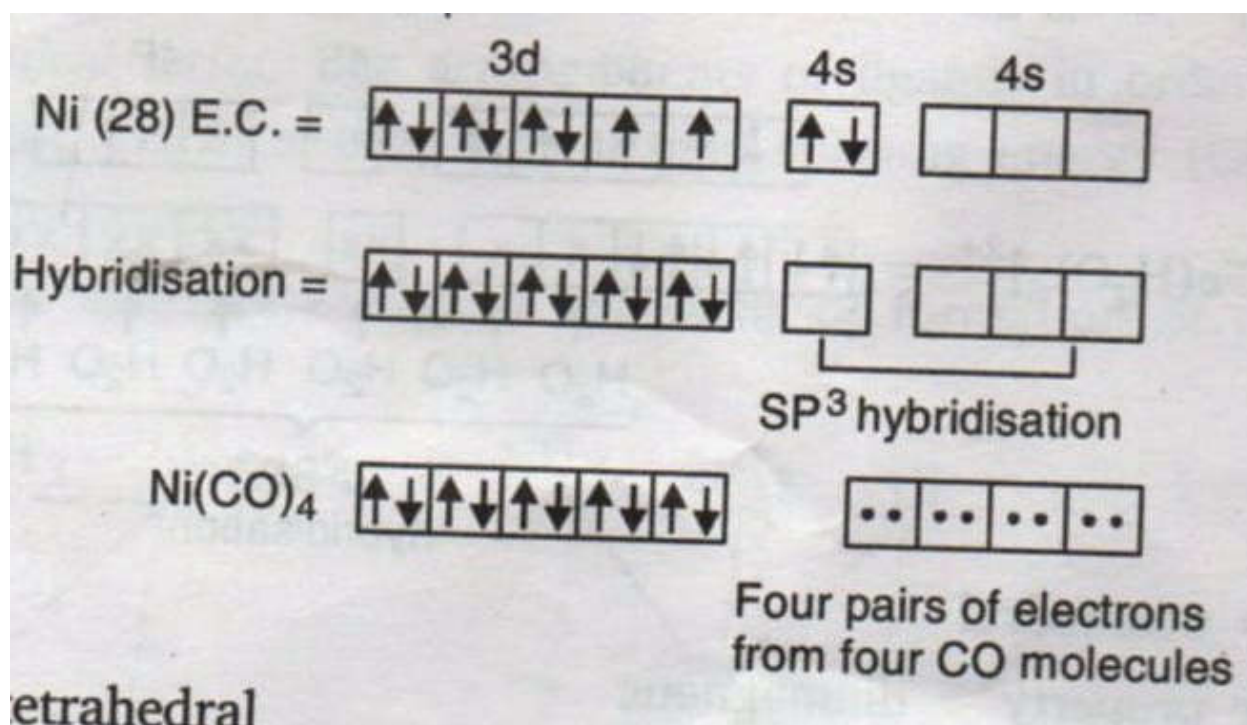 3d 4s 4s
Ni (28) E.C. =
Hybridisation =
SP³ hybridisation
Ni(CO)₄
Four pairs of electrons
from four CO molecules
etrahedral